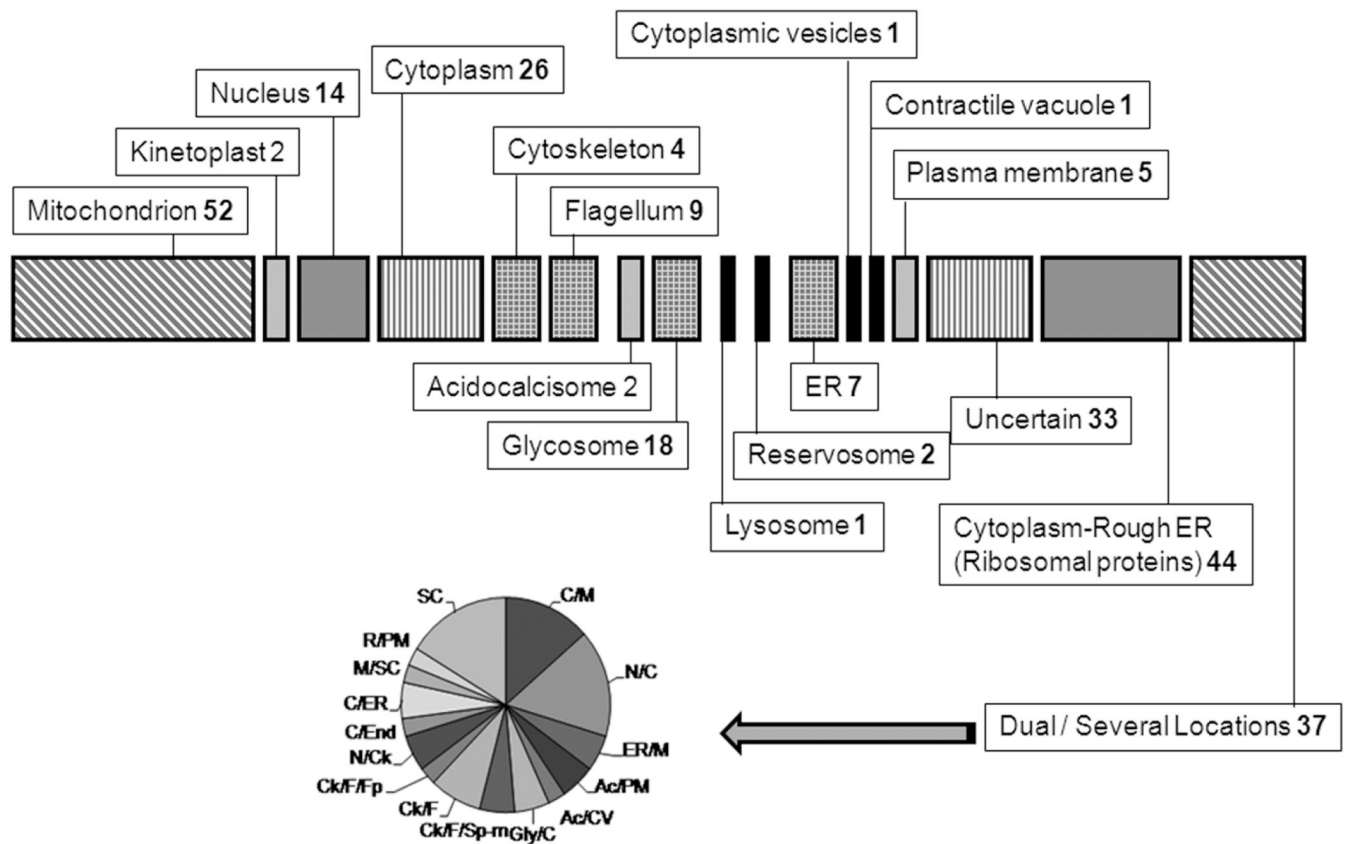 Cytoplasmic vesicles 1
Cytoplasm 26
Nucleus 14
Contractile vacuole 1
Kinetoplast 2
Cytoskeleton 4
Plasma membrane 5
Mitochondrion 52
Flagellum 9
Acidocalcisome 2
ER 7
Uncertain 33
Glycosome 18
Reservosome 2
Lysosome 1
Cytoplasm-Rough ER
(Ribosomal proteins) 44
Dual / Several Locations 37
SC
C/M
R/PM
M/SC
N/C
C/ER
C/End
N/Ck
ER/M
Ck/F/Fp
Ac/PM
Ck/F
Ac/CV
Ck/F/Sp-m
Gly/C